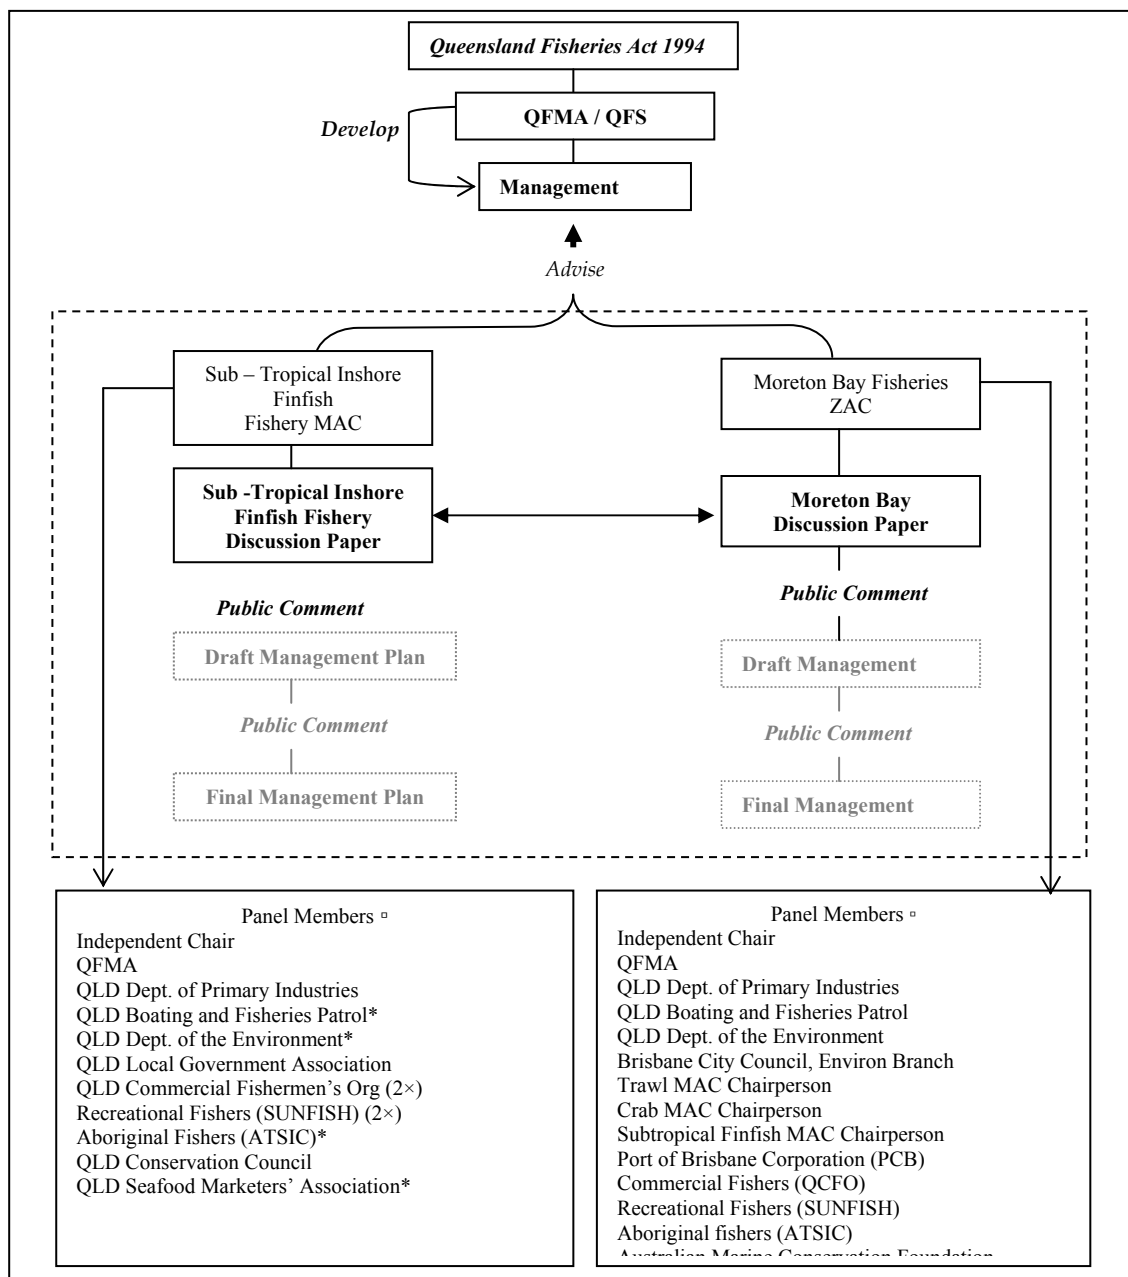 Queensland Fisheries Act 1994
QFMA / QFS
Develop
Management
Advise
Sub – Tropical Inshore
Finfish
Fishery MAC
Moreton Bay Fisheries
ZAC
Sub -Tropical Inshore
Finfish Fishery
Discussion Paper
Moreton Bay
Discussion Paper
Public Comment
Draft Management Plan
Public Comment
Final Management Plan
Public Comment
Draft Management
Public Comment
Final Management
Panel Members ▫
Independent Chair
QFMA
QLD Dept. of Primary Industries
QLD Boating and Fisheries Patrol*
QLD Dept. of the Environment*
QLD Local Government Association
QLD Commercial Fishermen’s Org (2×)
Recreational Fishers (SUNFISH) (2×)
Aboriginal Fishers (ATSIC)*
QLD Conservation Council
QLD Seafood Marketers’ Association*
Panel Members ▫
Independent Chair
QFMA
QLD Dept. of Primary Industries
QLD Boating and Fisheries Patrol
QLD Dept. of the Environment
Brisbane City Council, Environ Branch
Trawl MAC Chairperson
Crab MAC Chairperson
Subtropical Finfish MAC Chairperson
Port of Brisbane Corporation (PCB)
Commercial Fishers (QCFO)
Recreational Fishers (SUNFISH)
Aboriginal fishers (ATSIC)
Australian Marine Conservation Foundation